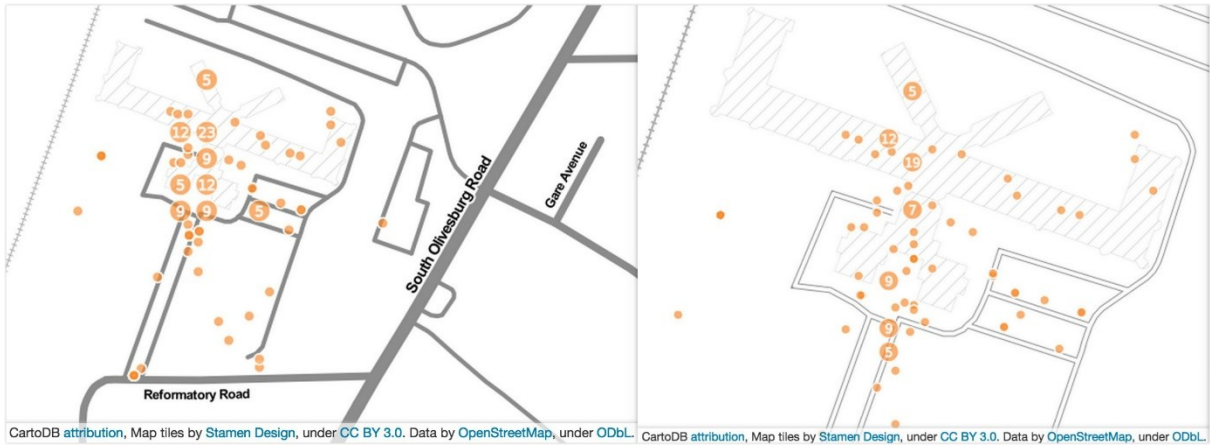 5
12 23
9
5 12
9 9 5
South Olivesburg Road
Gare Avenue
Reformatory Road
CartoDB attribution, Map tiles by Stamen Design, under CC BY 3.0. Data by OpenStreetMap, under ODbL.
5
12
19
7
9
9
5
CartoDB attribution, Map tiles by Stamen Design, under CC BY 3.0. Data by OpenStreetMap, under ODbL.